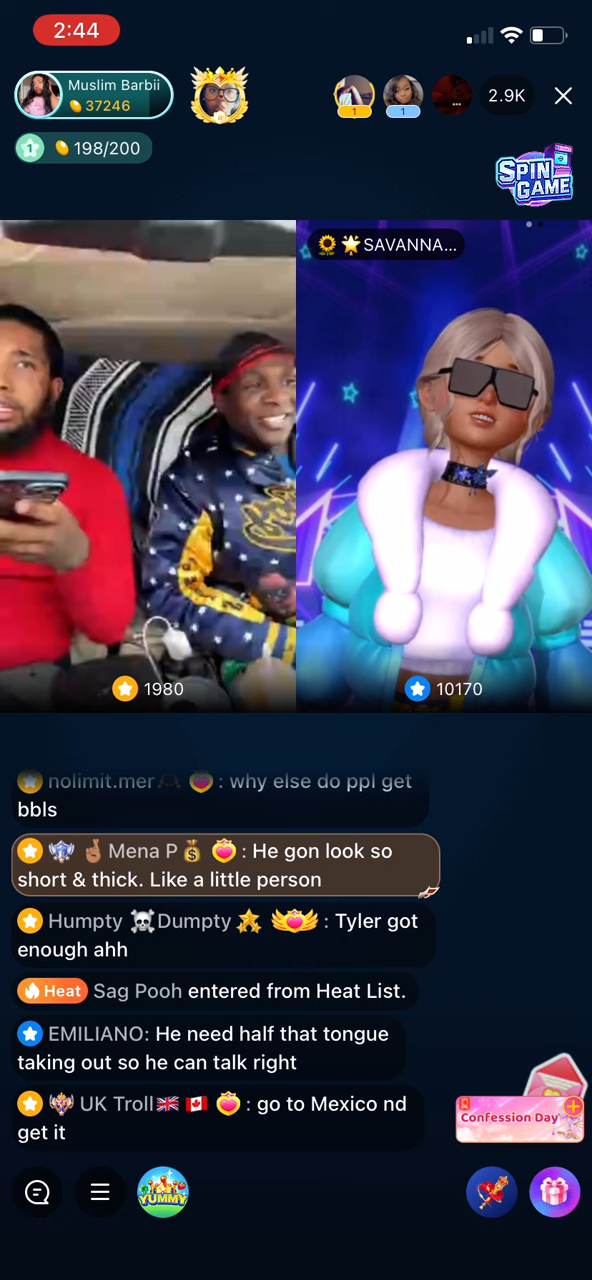 2:44
Muslim Barbii
37246
1
1
2.9K
1 198/200
SPIN
GAME
SAVANNA...
1980
10170
nolimit.mer : why else do ppl get
bbls
Mena P : He gon look so
short & thick. Like a little person
Humpty Dumpty : Tyler got
enough ahh
Heat Sag Pooh entered from Heat List.
EMILIANO: He need half that tongue
taking out so he can talk right
UK Troll : go to Mexico nd
get it
Confession Day
YUMMY